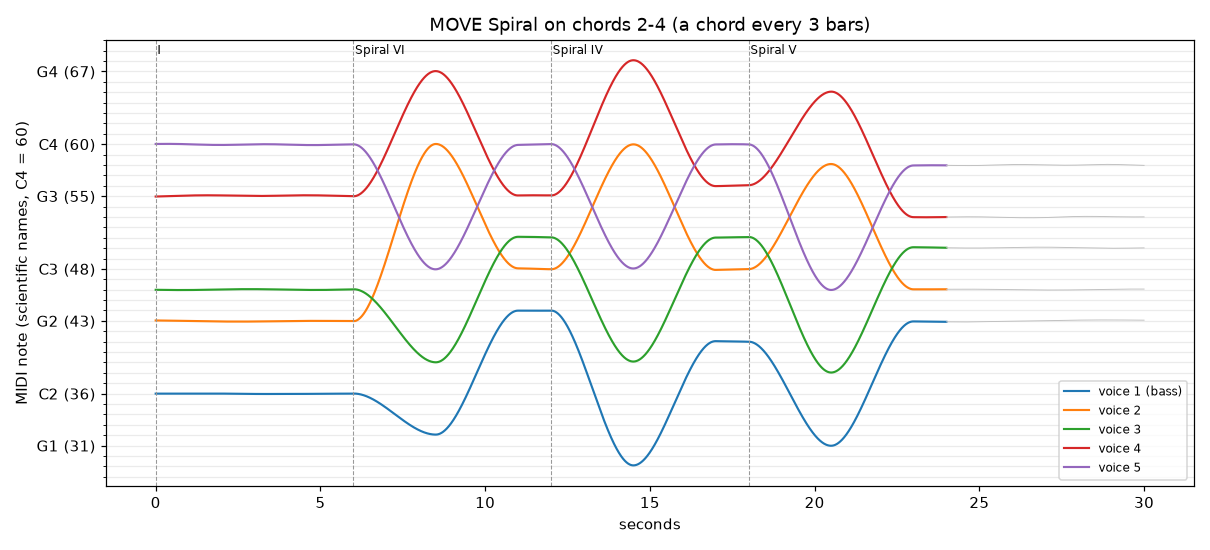 MOVE Spiral on chords 2-4 (a chord every 3 bars)
I
Spiral VI
Spiral IV
Spiral V
MIDI note (scientific names, C4 = 60)
G4 (67)
C4 (60)
G3 (55)
C3 (48)
G2 (43)
C2 (36)
G1 (31)
voice 1 (bass)
voice 2
voice 3
voice 4
voice 5
0
5
10
15
20
25
30
seconds